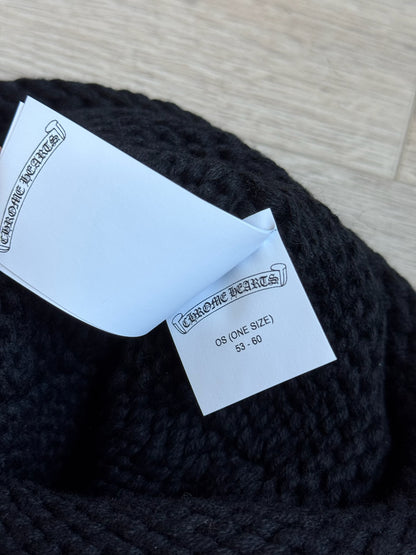 CHROME HEARTS
CHROME HEARTS
OS (ONE SIZE)
53 - 60